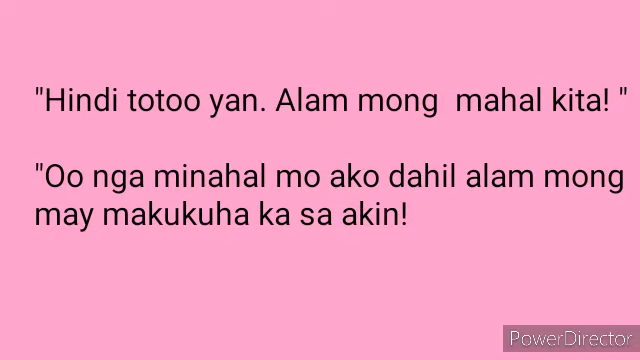 "Hindi totoo yan. Alam mong  mahal kita! "
"Oo nga minahal mo ako dahil alam mong
may makukuha ka sa akin!
PowerDirector